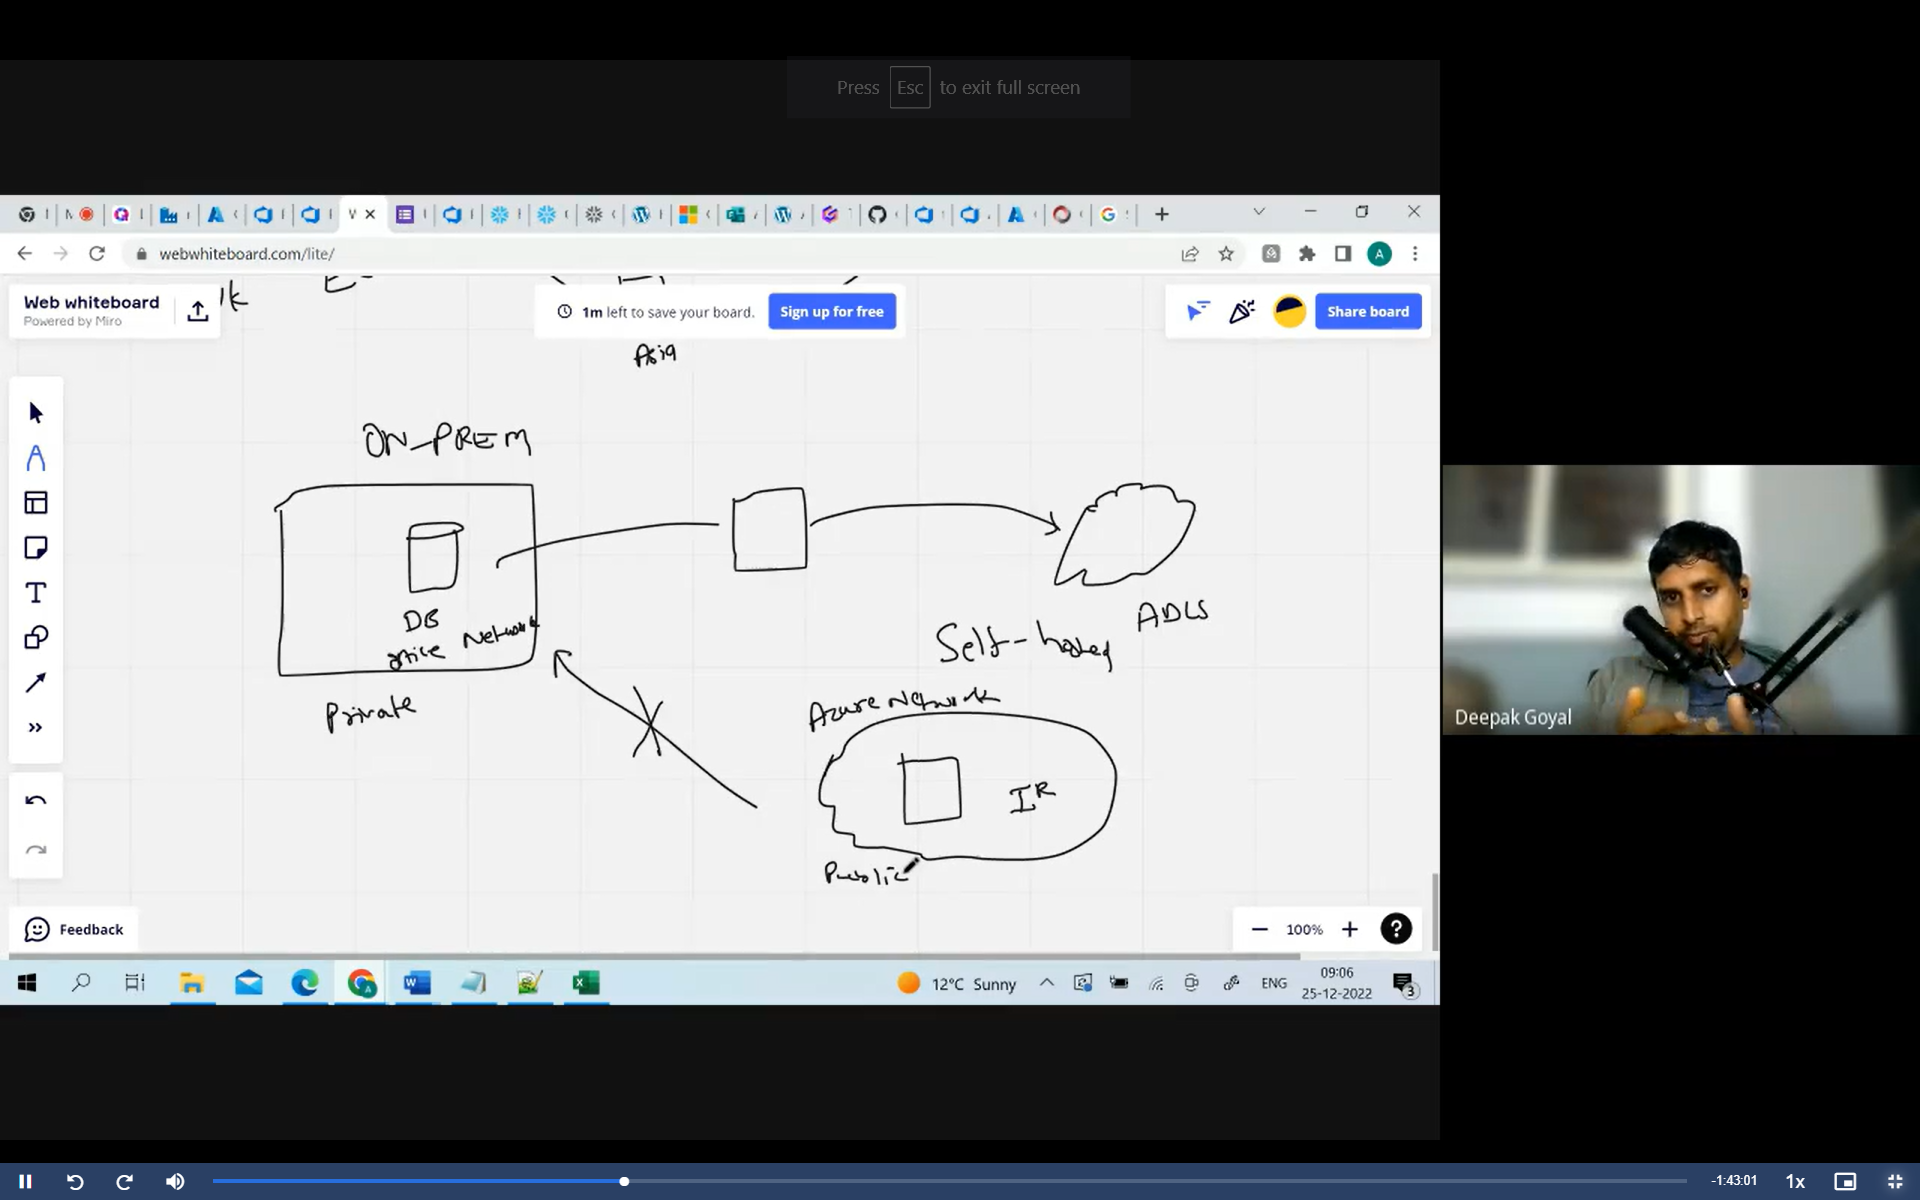 Press Esc to exit full screen
webwhiteboard.com/lite/
A
Web whiteboard
Powered by Miro
1m left to save your board.
Sign up for free
Share board
Asia
ON-PREM
DB
Network
Private
ADLS
Self-hosted
Azure Network
IR
Public
T
Feedback
100%
?
12°C Sunny
ENG
09:06
25-12-2022
3
Deepak Goyal
-1:43:01
1x